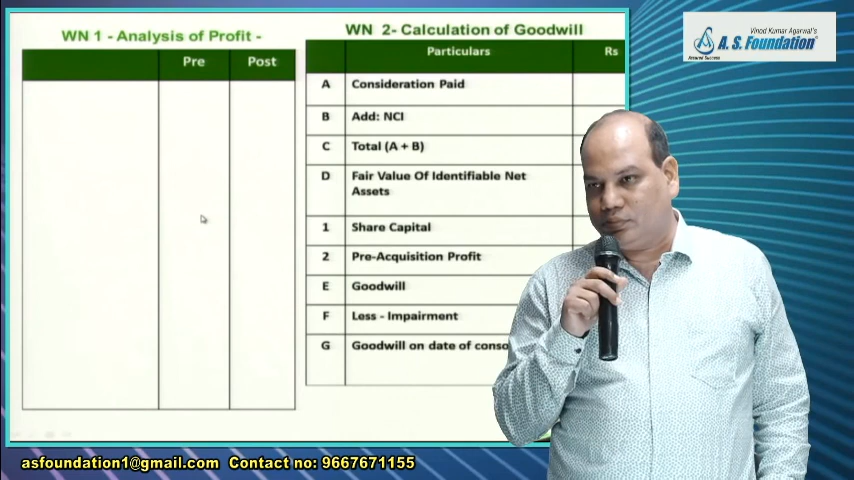 WN 1 - Analysis of Profit -
Pre
Post
WN 2- Calculation of Goodwill
Particulars
Rs
A Consideration Paid
B Add: NCI
C Total (A + B)
D Fair Value Of Identifiable Net
Assets
1 Share Capital
2 Pre-Acquisition Profit
E Goodwill
F Less - Impairment
G Goodwill on date of conso
Vinod Kumar Agarwal's
A. S. Foundation
Assured Success
asfoundation1@gmail.com Contact no: 9667671155